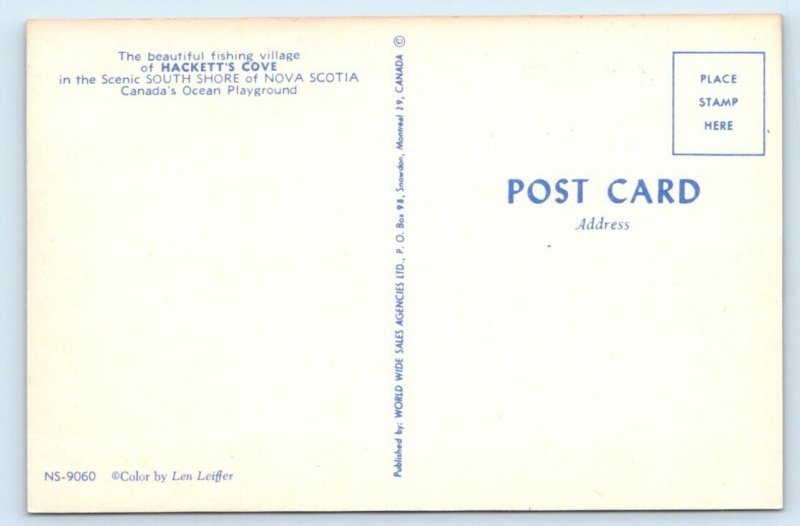 The beautiful fishing village
of HACKETT'S COVE
in the Scenic SOUTH SHORE of NOVA SCOTIA
Canada's Ocean Playground
NS-9060 ©Color by Len Leiffer
Published by: WORLD WIDE SALES AGENCIES LTD., P. O. Box 98, Snowdon, Montreal 29, CANADA ©
PLACE
STAMP
HERE
POST CARD
Address